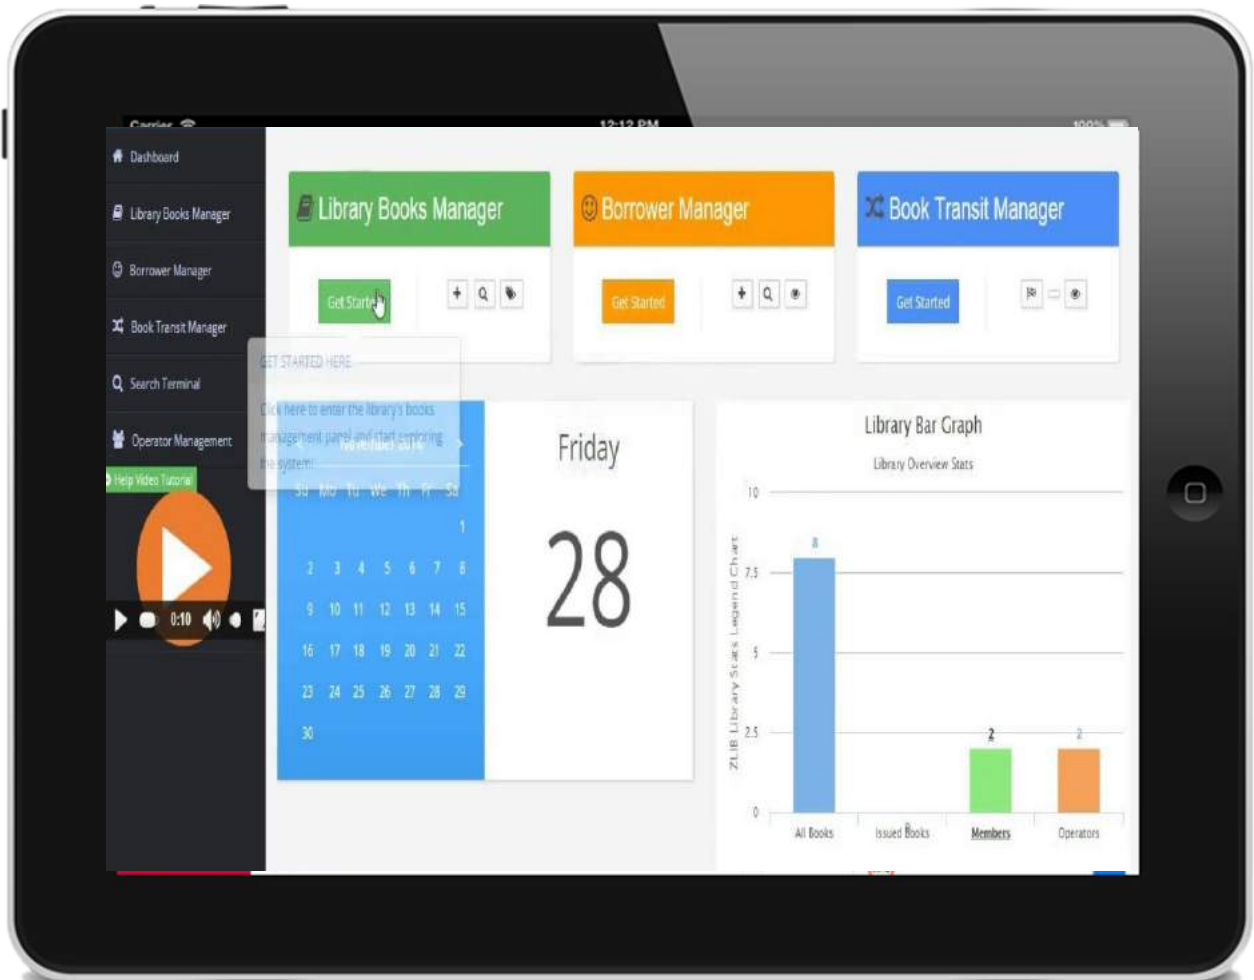 Carrier 12:12 PM 100%
Dashboard
Library Books Manager
Borrower Manager
Book Transit Manager
Search Terminal
Operator Management
Help Video Tutorial
0:10
Library Books Manager
Get Started
Borrower Manager
Get Started
Book Transit Manager
Get Started
GET STARTED HERE
Click here to enter the library's books
management panel and start exploring
the system!
November 2014
Su Mo Tu We Th Fr Sa
1
2 3 4 5 6 7 8
9 10 11 12 13 14 15
16 17 18 19 20 21 22
23 24 25 26 27 28 29
30
Friday
28
Library Bar Graph
Library Overview Stats
ZLIB Library Stats Legend Chart
10
7.5
5
2.5
0
8
0
2
2
All Books
Issued Books
Members
Operators